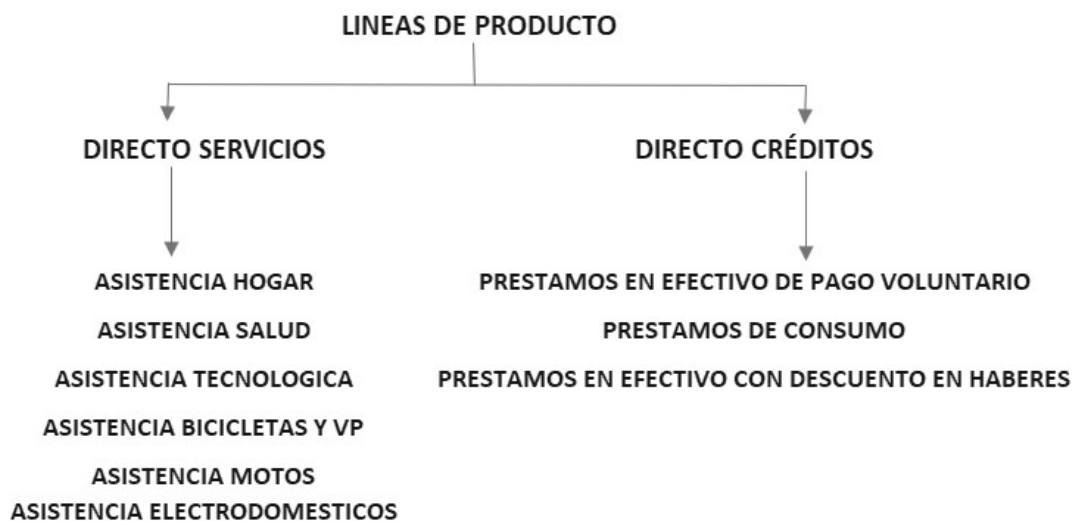 LINEAS DE PRODUCTO
DIRECTO SERVICIOS
DIRECTO CRÉDITOS
ASISTENCIA HOGAR
ASISTENCIA SALUD
ASISTENCIA TECNOLOGICA
ASISTENCIA BICICLETAS Y VP
ASISTENCIA MOTOS
ASISTENCIA ELECTRODOMESTICOS
PRESTAMOS EN EFECTIVO DE PAGO VOLUNTARIO
PRESTAMOS DE CONSUMO
PRESTAMOS EN EFECTIVO CON DESCUENTO EN HABERES